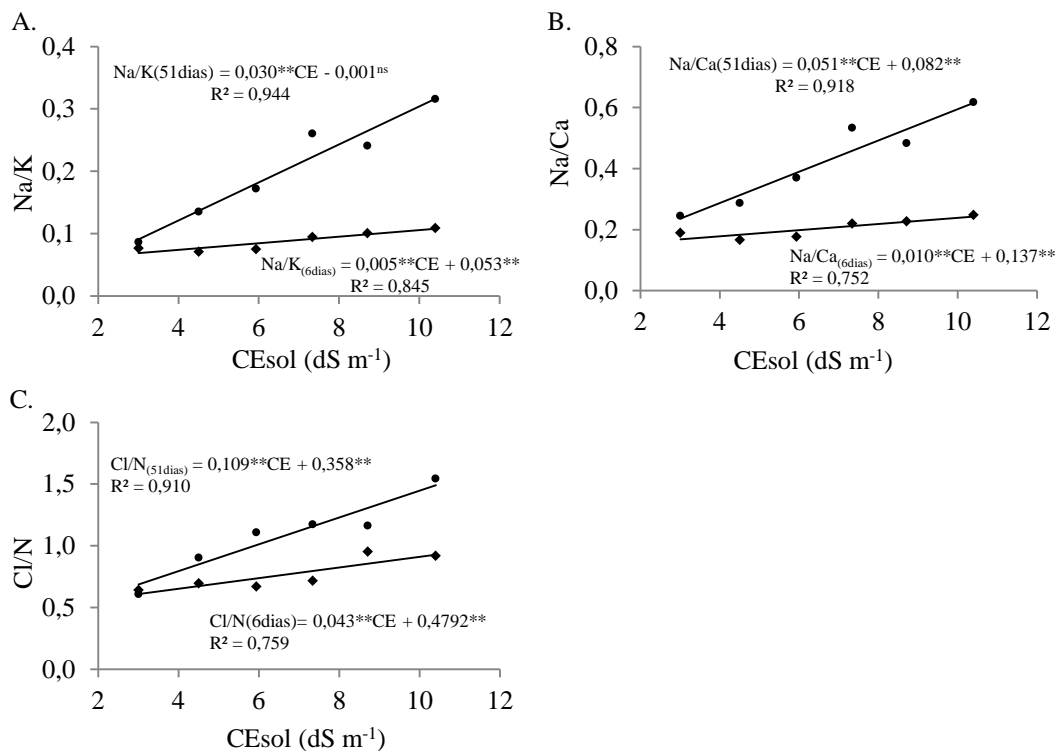 A.
0,4
0,3
0,2
0,1
0,0
Na/K
Na/K(51dias) = 0,030**CE - 0,001ⁿˢ
R² = 0,944
Na/K(6dias) = 0,005**CE + 0,053**
R² = 0,845
2 4 6 8 10 12
CEsol (dS m⁻¹)
B.
0,8
0,6
0,4
0,2
0,0
Na/Ca
Na/Ca(51dias) = 0,051**CE + 0,082**
R² = 0,918
Na/Ca(6dias) = 0,010**CE + 0,137**
R² = 0,752
2 4 6 8 10 12
CEsol (dS m⁻¹)
C.
2,0
1,5
1,0
0,5
0,0
Cl/N
Cl/N(51dias) = 0,109**CE + 0,358**
R² = 0,910
Cl/N(6dias)= 0,043**CE + 0,4792**
R² = 0,759
2 4 6 8 10 12
CEsol (dS m⁻¹)